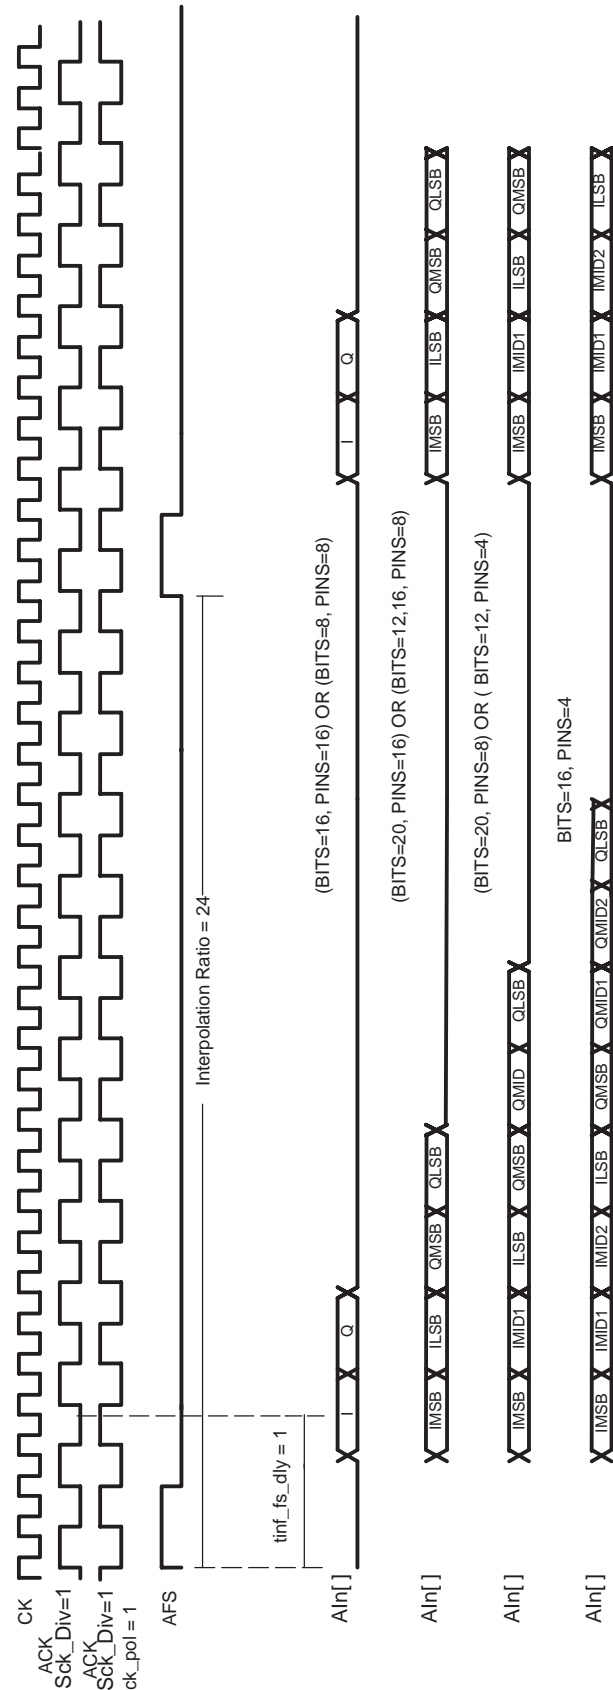 CK
ACK
Sck_Div=1
ACK
Sck_Div=1
ck_pol = 1
AFS
Interpolation Ratio = 24
tinf_fs_dly = 1
AIn[ ]
I
Q
(BITS=16, PINS=16) OR (BITS=8, PINS=8)
I
Q
AIn[ ]
IMSB
ILSB
QMSB
QLSB
(BITS=20, PINS=16) OR (BITS=12,16, PINS=8)
IMSB
ILSB
QMSB
QLSB
AIn[ ]
IMSB
IMID1
ILSB
QMSB
QMID
QLSB
(BITS=20, PINS=8) OR ( BITS=12, PINS=4)
IMSB
IMID1
ILSB
QMSB
AIn[ ]
IMSB
IMID1
IMID2
ILSB
QMSB
QMID1
QMID2
QLSB
BITS=16, PINS=4
IMSB
IMID1
IMID2
ILSB